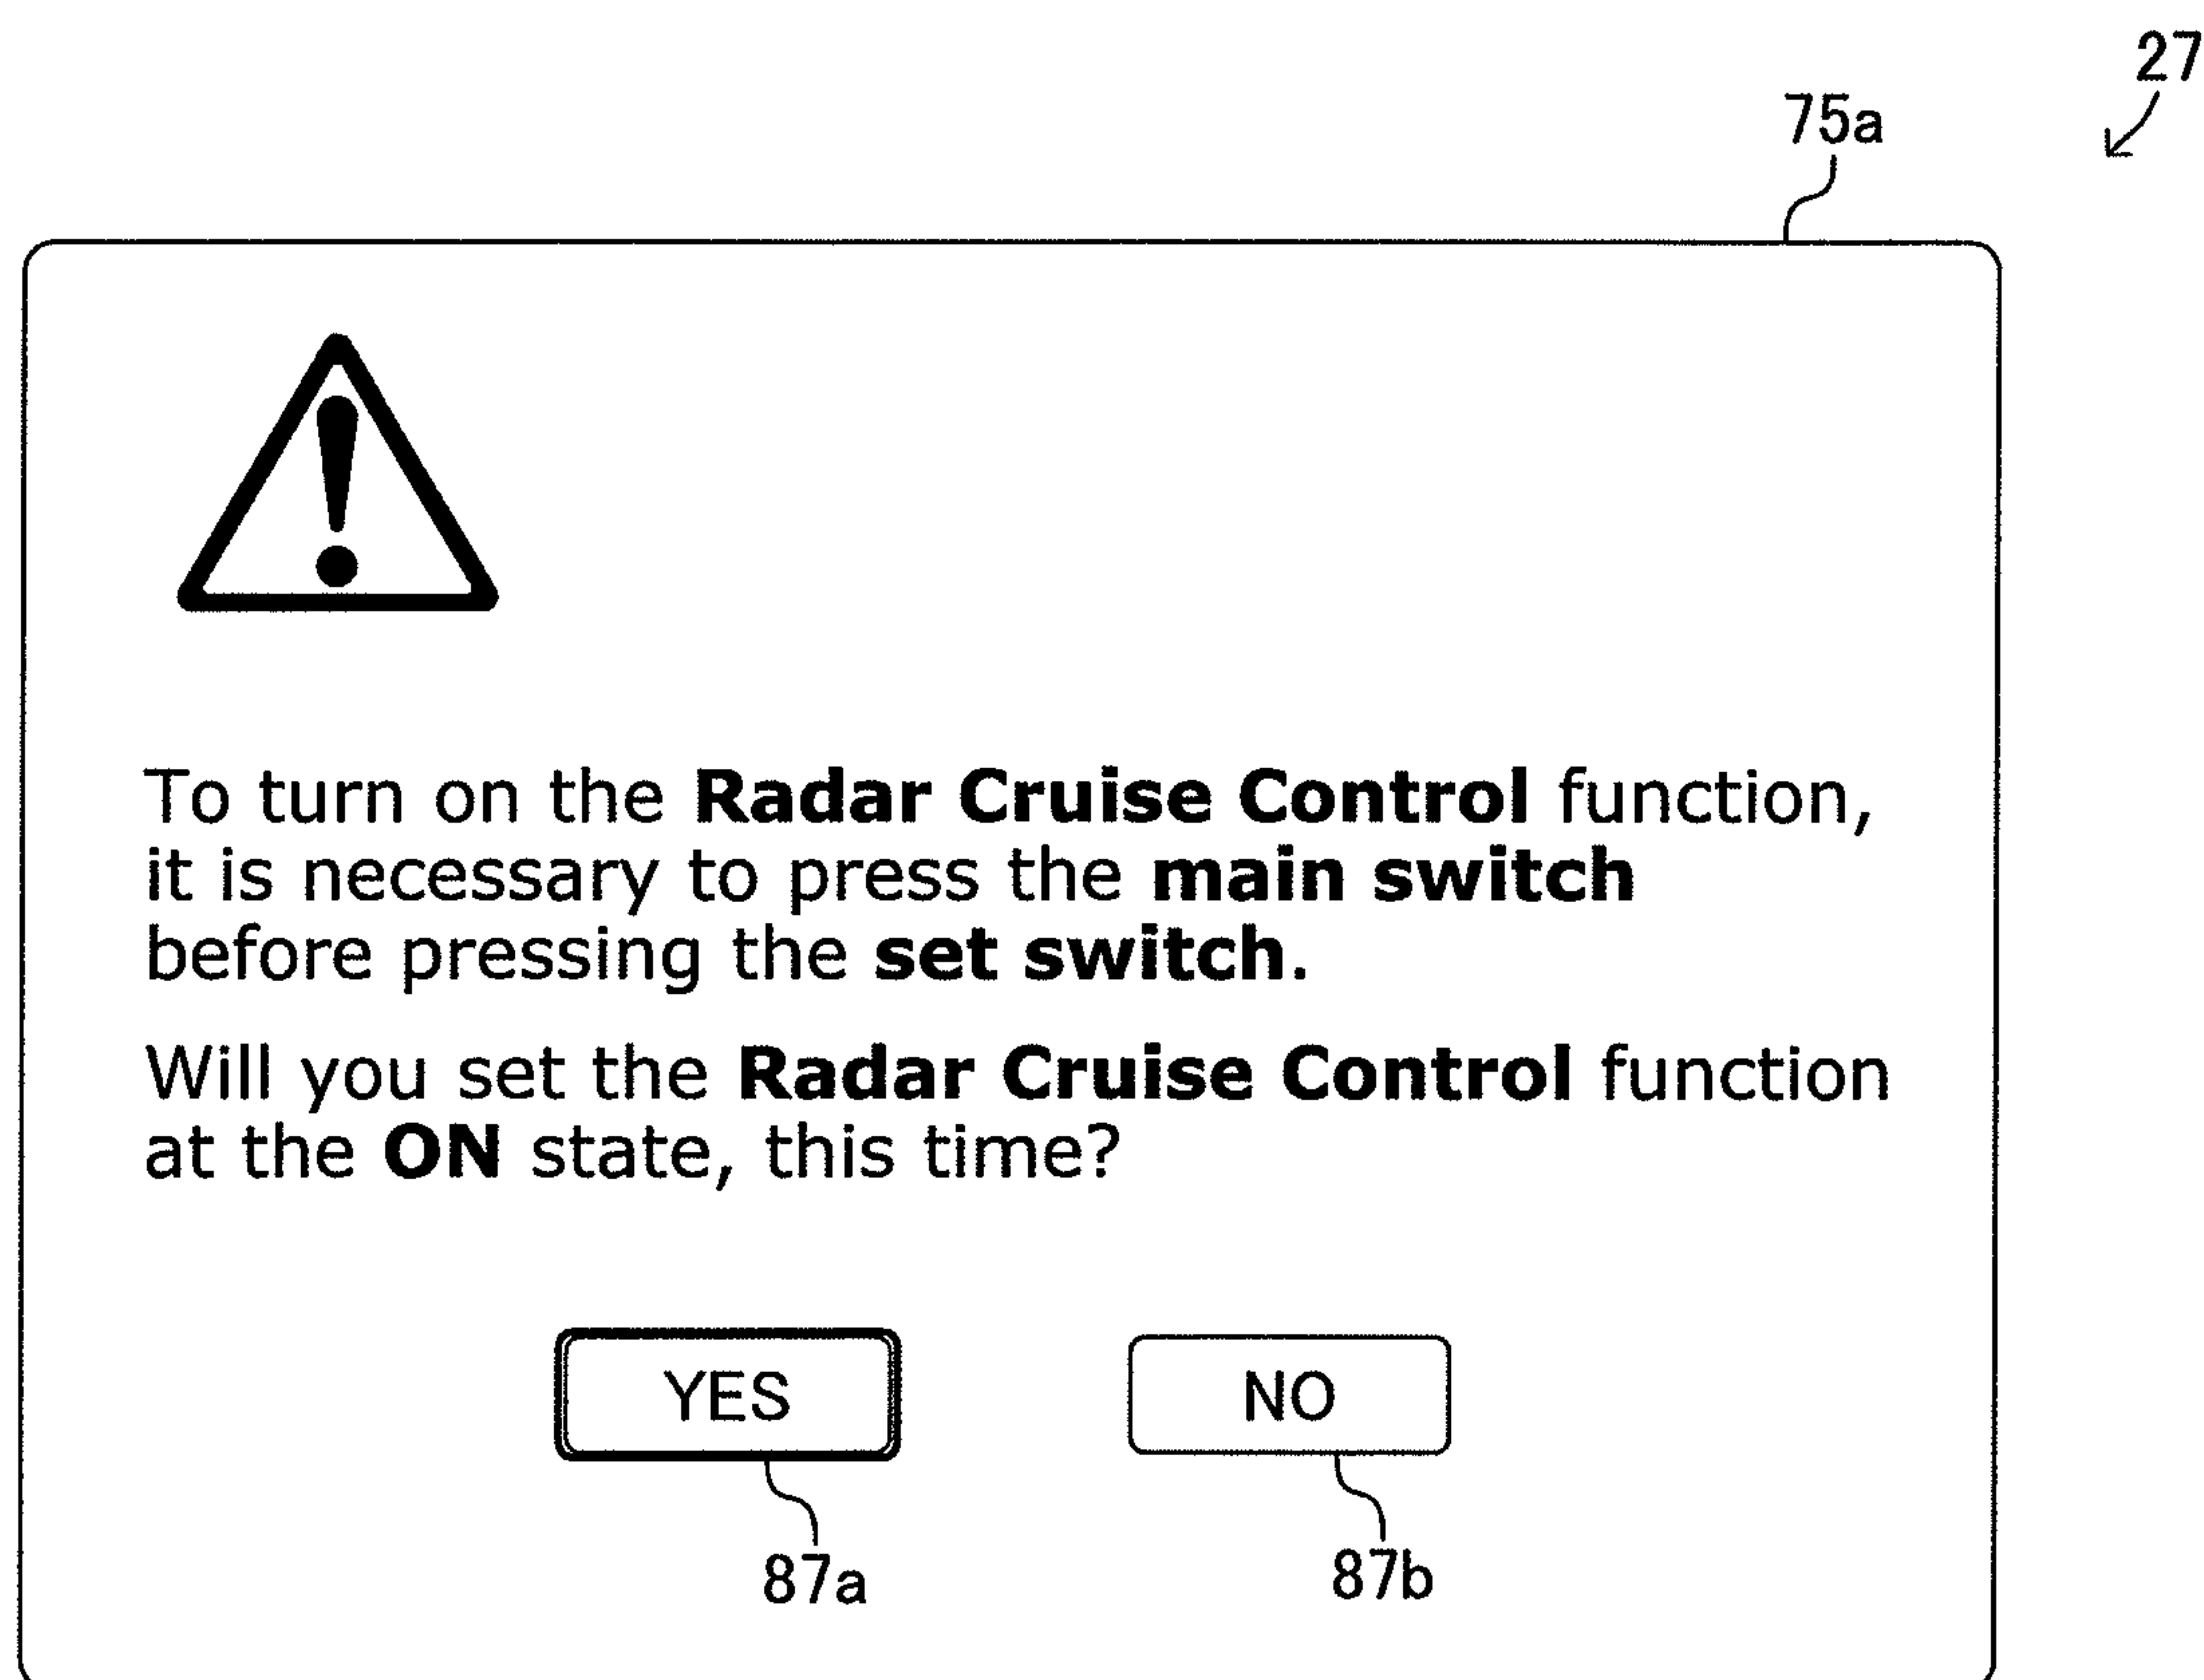 27
75a
To turn on the Radar Cruise Control function,
it is necessary to press the main switch
before pressing the set switch.
Will you set the Radar Cruise Control function
at the ON state, this time?
YES NO
87a 87b